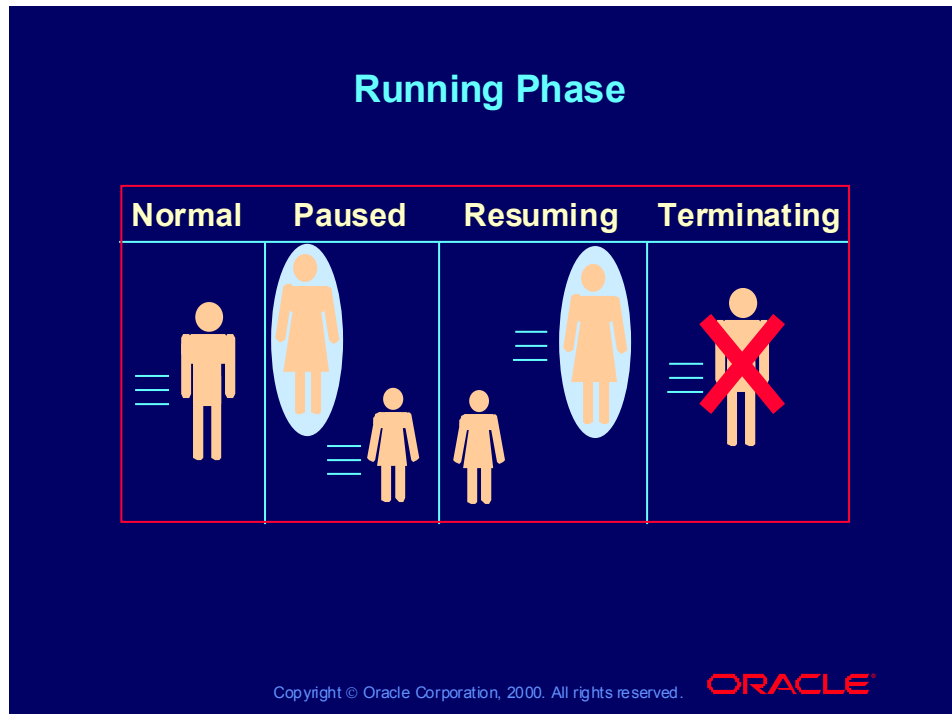 Running Phase
Normal Paused Resuming Terminating
Copyright © Oracle Corporation, 2000. All rights reserved. ORACLE®